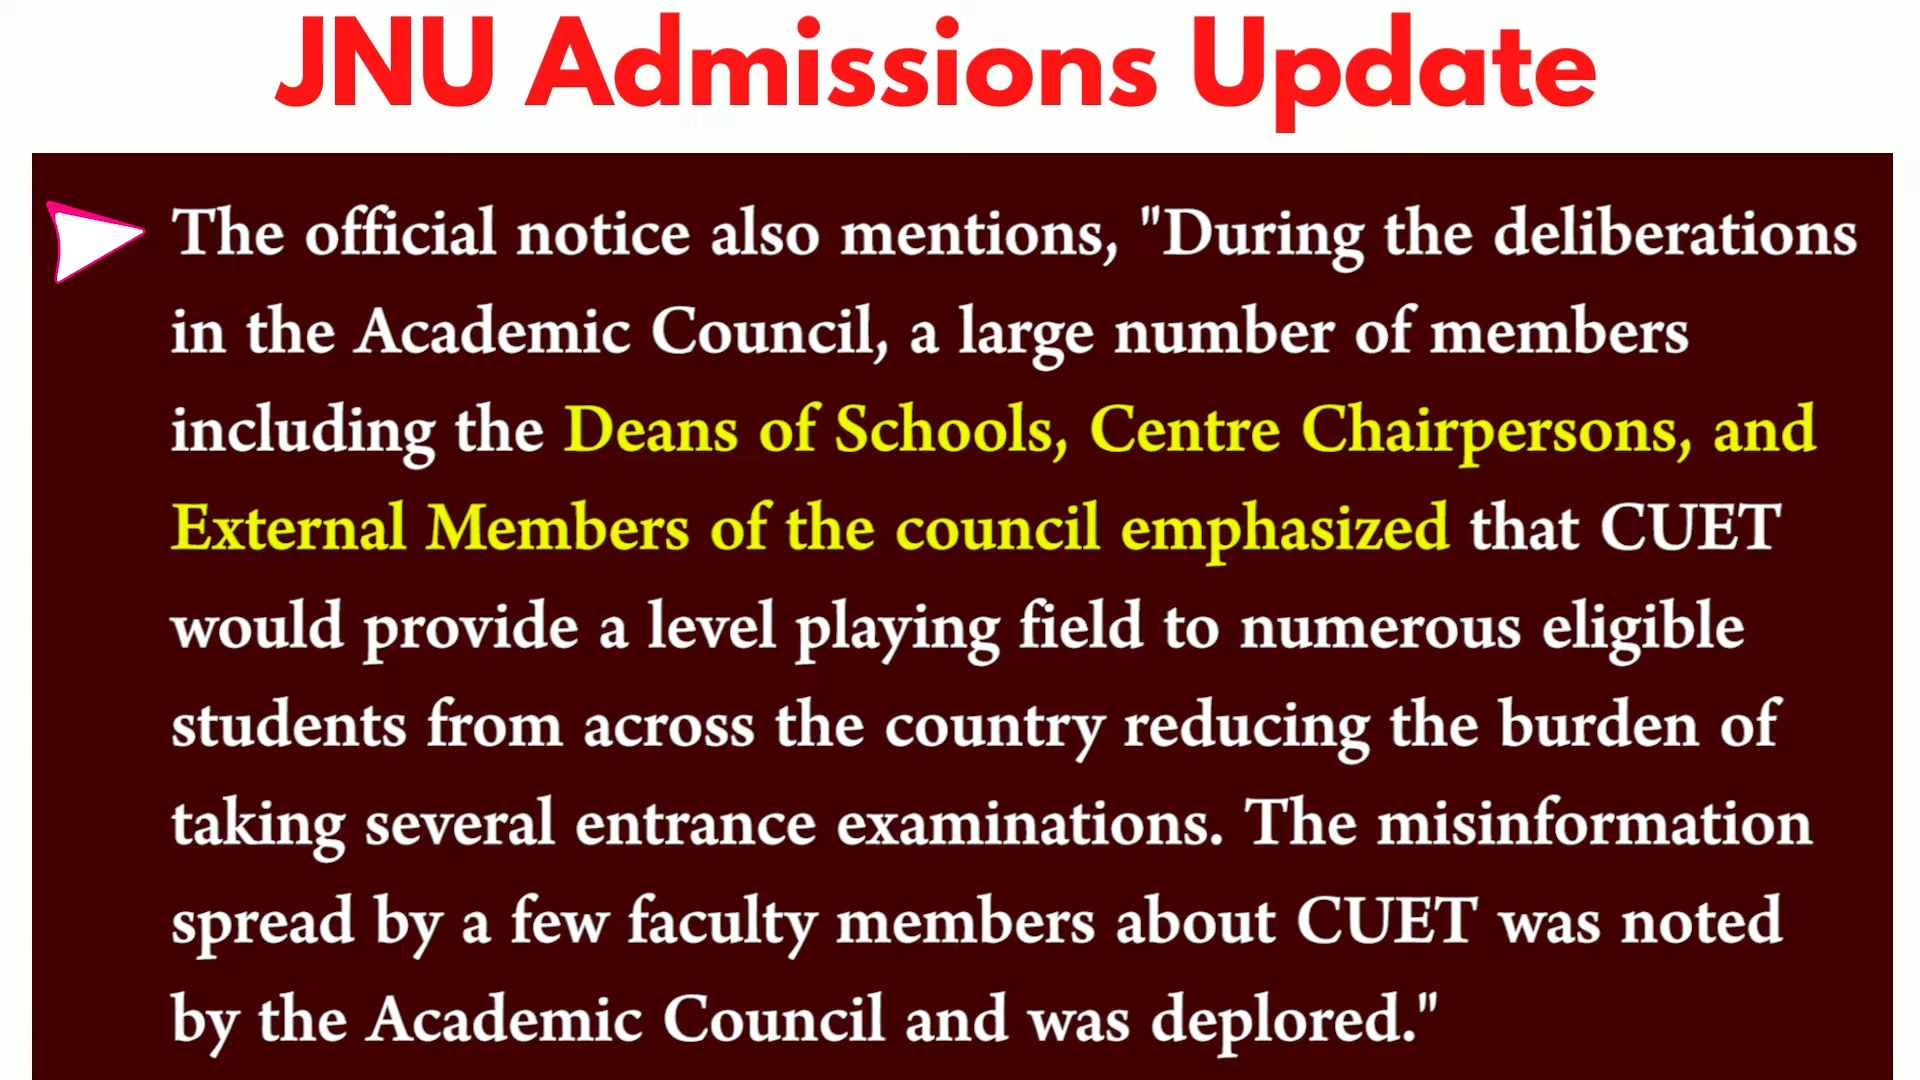 JNU Admissions Update
The official notice also mentions, "During the deliberations
in the Academic Council, a large number of members
including the Deans of Schools, Centre Chairpersons, and
External Members of the council emphasized that CUET
would provide a level playing field to numerous eligible
students from across the country reducing the burden of
taking several entrance examinations. The misinformation
spread by a few faculty members about CUET was noted
by the Academic Council and was deplored."